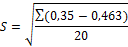 S = √(∑(0,35 − 0,463) / 20)